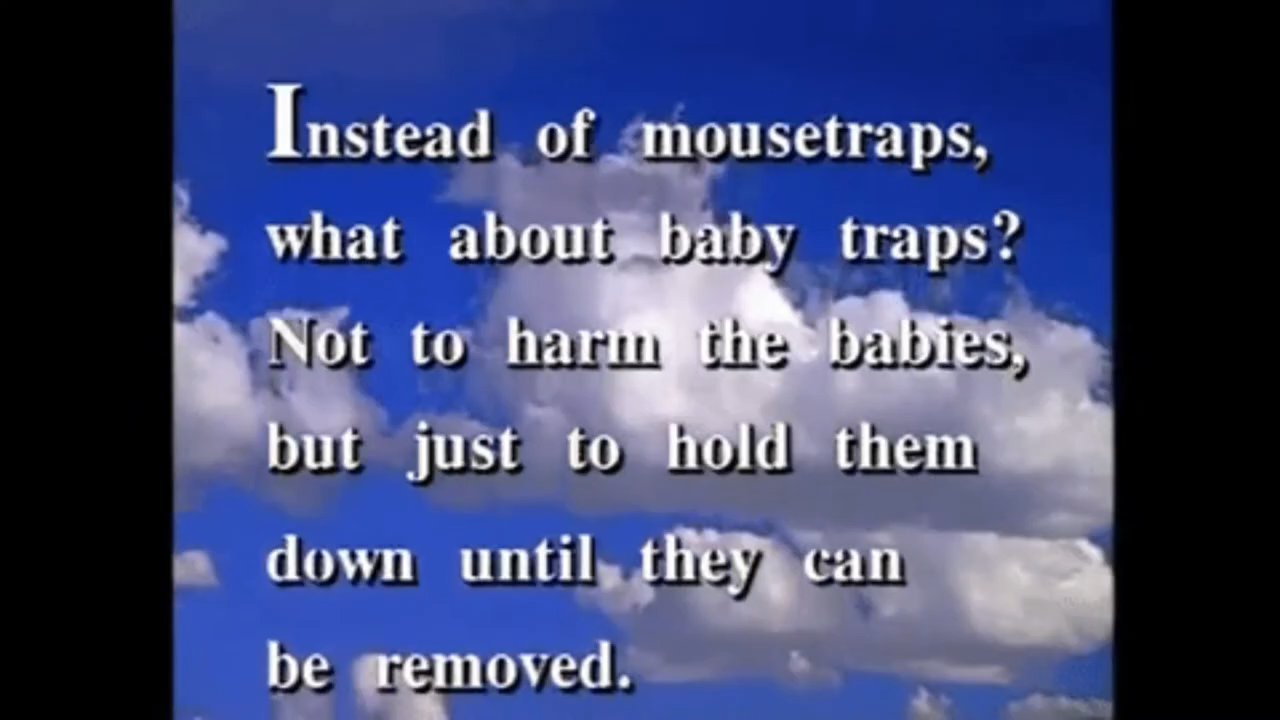 Instead of mousetraps,
what about baby traps?
Not to harm the babies,
but just to hold them
down until they can
be removed.